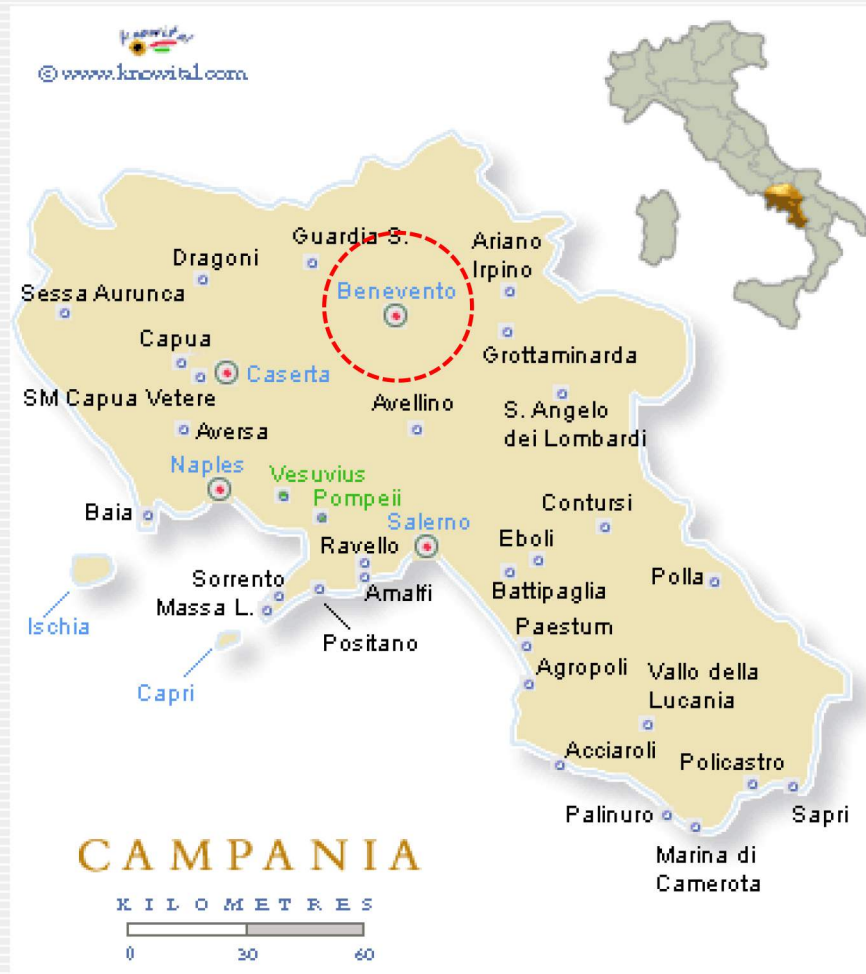 knowital
© www.knowital.com
Guardia S.
Ariano
Irpino
Dragoni
Benevento
Sessa Aurunca
Capua
Grottaminarda
Caserta
SM Capua Vetere
Avellino
S. Angelo
dei Lombardi
Aversa
Naples
Vesuvius
Pompeii
Contursi
Baia
Salerno
Eboli
Ravello
Sorrento
Amalfi
Battipaglia
Polla
Massa L.
Ischia
Positano
Paestum
Capri
Agropoli
Vallo della
Lucania
Acciaroli
Policastro
Palinuro
Sapri
Marina di
Camerota
CAMPANIA
KILOMETRES
0 30 60